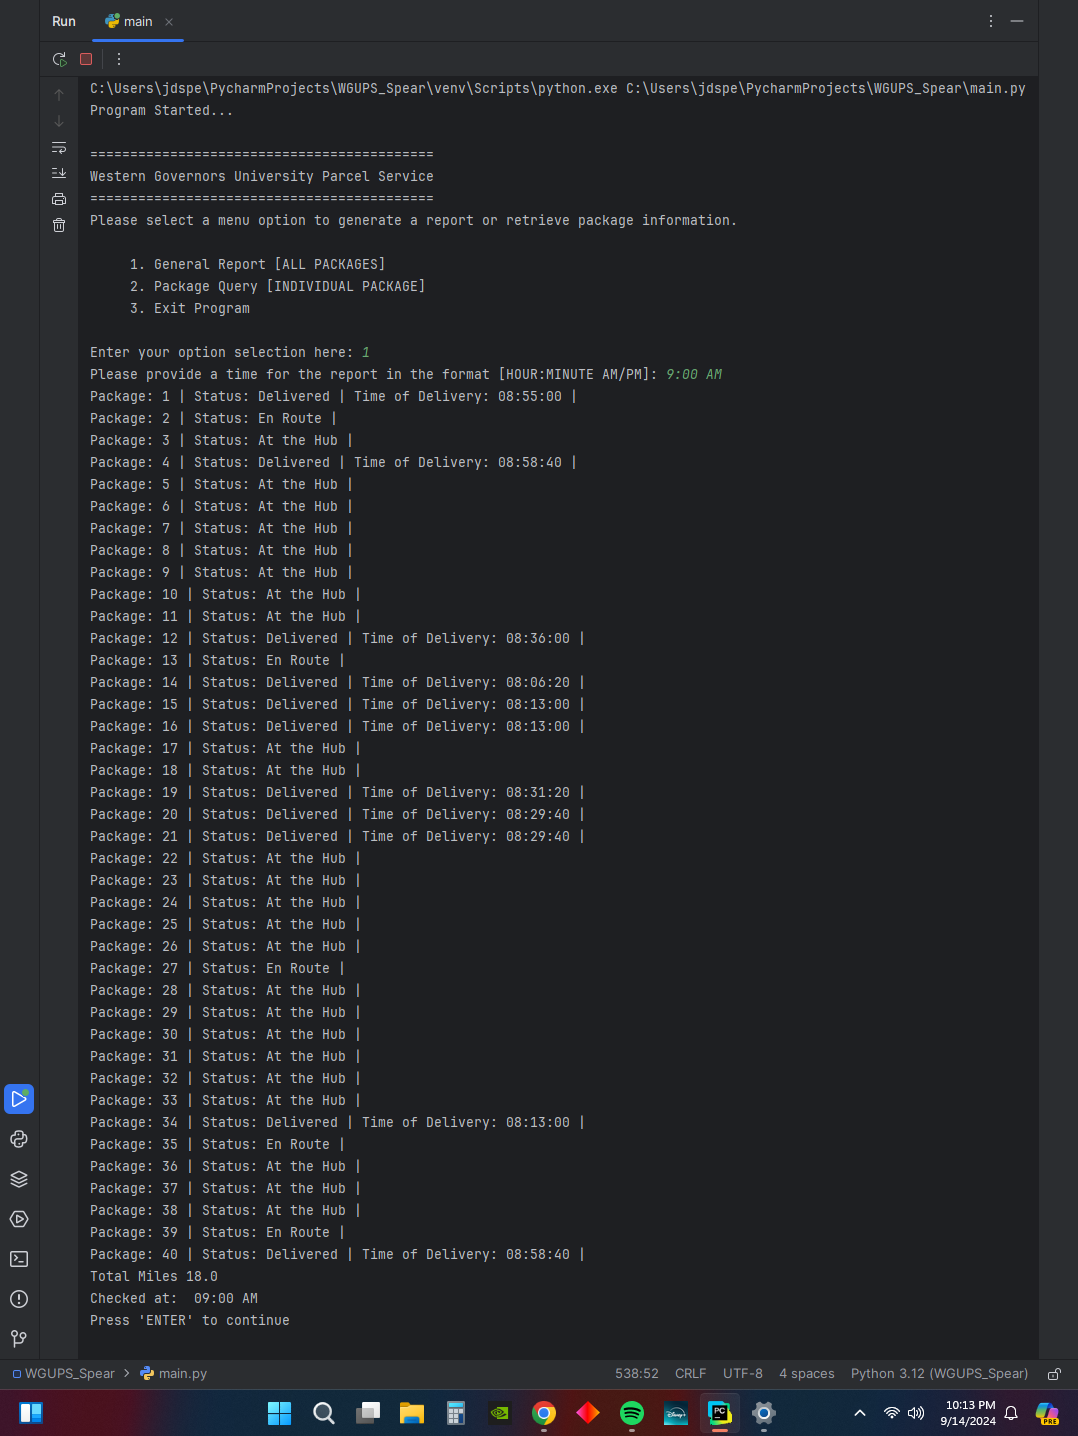 Run main
C:\Users\jdspe\PycharmProjects\WGUPS_Spear\venv\Scripts\python.exe C:\Users\jdspe\PycharmProjects\WGUPS_Spear\main.py
Program Started...
===========================================
Western Governors University Parcel Service
===========================================
Please select a menu option to generate a report or retrieve package information.
1. General Report [ALL PACKAGES]
2. Package Query [INDIVIDUAL PACKAGE]
3. Exit Program
Enter your option selection here: 1
Please provide a time for the report in the format [HOUR:MINUTE AM/PM]: 9:00 AM
Package: 1 | Status: Delivered | Time of Delivery: 08:55:00 |
Package: 2 | Status: En Route |
Package: 3 | Status: At the Hub |
Package: 4 | Status: Delivered | Time of Delivery: 08:58:40 |
Package: 5 | Status: At the Hub |
Package: 6 | Status: At the Hub |
Package: 7 | Status: At the Hub |
Package: 8 | Status: At the Hub |
Package: 9 | Status: At the Hub |
Package: 10 | Status: At the Hub |
Package: 11 | Status: At the Hub |
Package: 12 | Status: Delivered | Time of Delivery: 08:36:00 |
Package: 13 | Status: En Route |
Package: 14 | Status: Delivered | Time of Delivery: 08:06:20 |
Package: 15 | Status: Delivered | Time of Delivery: 08:13:00 |
Package: 16 | Status: Delivered | Time of Delivery: 08:13:00 |
Package: 17 | Status: At the Hub |
Package: 18 | Status: At the Hub |
Package: 19 | Status: Delivered | Time of Delivery: 08:31:20 |
Package: 20 | Status: Delivered | Time of Delivery: 08:29:40 |
Package: 21 | Status: Delivered | Time of Delivery: 08:29:40 |
Package: 22 | Status: At the Hub |
Package: 23 | Status: At the Hub |
Package: 24 | Status: At the Hub |
Package: 25 | Status: At the Hub |
Package: 26 | Status: At the Hub |
Package: 27 | Status: En Route |
Package: 28 | Status: At the Hub |
Package: 29 | Status: At the Hub |
Package: 30 | Status: At the Hub |
Package: 31 | Status: At the Hub |
Package: 32 | Status: At the Hub |
Package: 33 | Status: At the Hub |
Package: 34 | Status: Delivered | Time of Delivery: 08:13:00 |
Package: 35 | Status: En Route |
Package: 36 | Status: At the Hub |
Package: 37 | Status: At the Hub |
Package: 38 | Status: At the Hub |
Package: 39 | Status: En Route |
Package: 40 | Status: Delivered | Time of Delivery: 08:58:40 |
Total Miles 18.0
Checked at:  09:00 AM
Press 'ENTER' to continue
WGUPS_Spear > main.py 538:52 CRLF UTF-8 4 spaces Python 3.12 (WGUPS_Spear)
Disney+ PC PRE
10:13 PM
9/14/2024